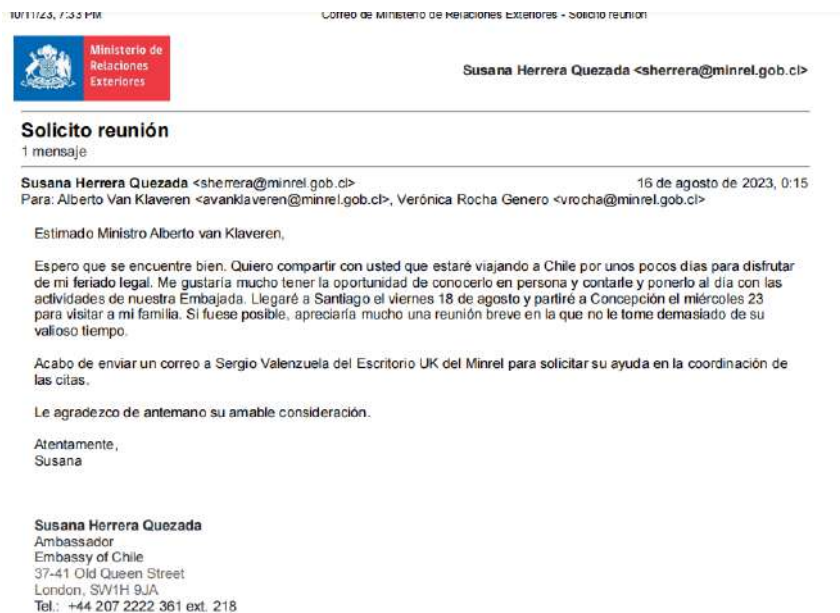 10/11/23, 7:33 PM Correo de Ministerio de Relaciones Exteriores - Solicito reunión
Ministerio de
Relaciones
Exteriores
Susana Herrera Quezada <sherrera@minrel.gob.cl>
Solicito reunión
1 mensaje
Susana Herrera Quezada <sherrera@minrel.gob.cl> 16 de agosto de 2023, 0:15
Para: Alberto Van Klaveren <avanklaveren@minrel.gob.cl>, Verónica Rocha Genero <vrocha@minrel.gob.cl>
Estimado Ministro Alberto van Klaveren,
Espero que se encuentre bien. Quiero compartir con usted que estaré viajando a Chile por unos pocos días para disfrutar
de mi feriado legal. Me gustaría mucho tener la oportunidad de conocerlo en persona y contarle y ponerlo al día con las
actividades de nuestra Embajada. Llegaré a Santiago el viernes 18 de agosto y partiré a Concepción el miércoles 23
para visitar a mi familia. Si fuese posible, apreciaría mucho una reunión breve en la que no le tome demasiado de su
valioso tiempo.
Acabo de enviar un correo a Sergio Valenzuela del Escritorio UK del Minrel para solicitar su ayuda en la coordinación de
las citas.
Le agradezco de antemano su amable consideración.
Atentamente,
Susana
Susana Herrera Quezada
Ambassador
Embassy of Chile
37-41 Old Queen Street
London, SW1H 9JA
Tel.: +44 207 2222 361 ext. 218